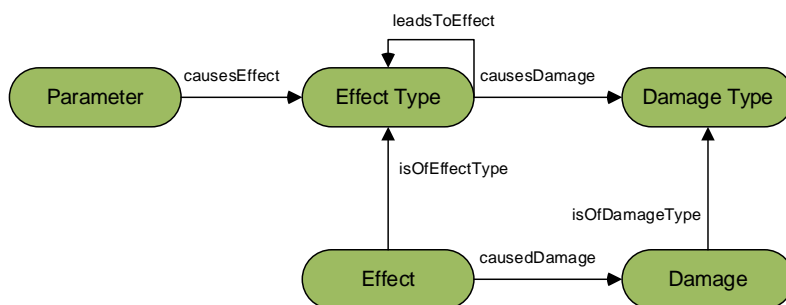 leadsToEffect
causesEffect
causesDamage
Parameter
Effect Type
Damage Type
isOfEffectType
isOfDamageType
causedDamage
Effect
Damage